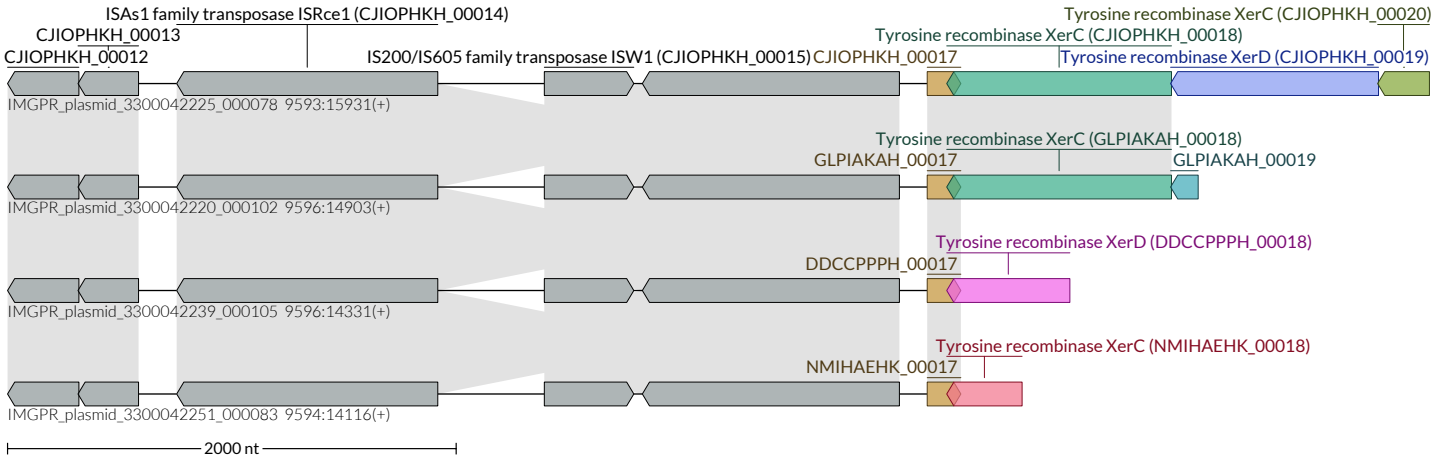 ISAs1 family transposase ISRce1 (CJIOPHKH_00014)
Tyrosine recombinase XerC (CJIOPHKH_00020)
CJIOPHKH_00013
Tyrosine recombinase XerC (CJIOPHKH_00018)
CJIOPHKH_00012
IS200/IS605 family transposase ISW1 (CJIOPHKH_00015)
CJIOPHKH_00017
Tyrosine recombinase XerD (CJIOPHKH_00019)
IMGPR_plasmid_3300042225_000078 9593:15931(+)
Tyrosine recombinase XerC (GLPIAKAH_00018)
GLPIAKAH_00017
GLPIAKAH_00019
IMGPR_plasmid_3300042220_000102 9596:14903(+)
Tyrosine recombinase XerD (DDCCPPPH_00018)
DDCCPPPH_00017
IMGPR_plasmid_3300042239_000105 9596:14331(+)
Tyrosine recombinase XerC (NMIHAEHK_00018)
NMIHAEHK_00017
IMGPR_plasmid_3300042251_000083 9594:14116(+)
2000 nt